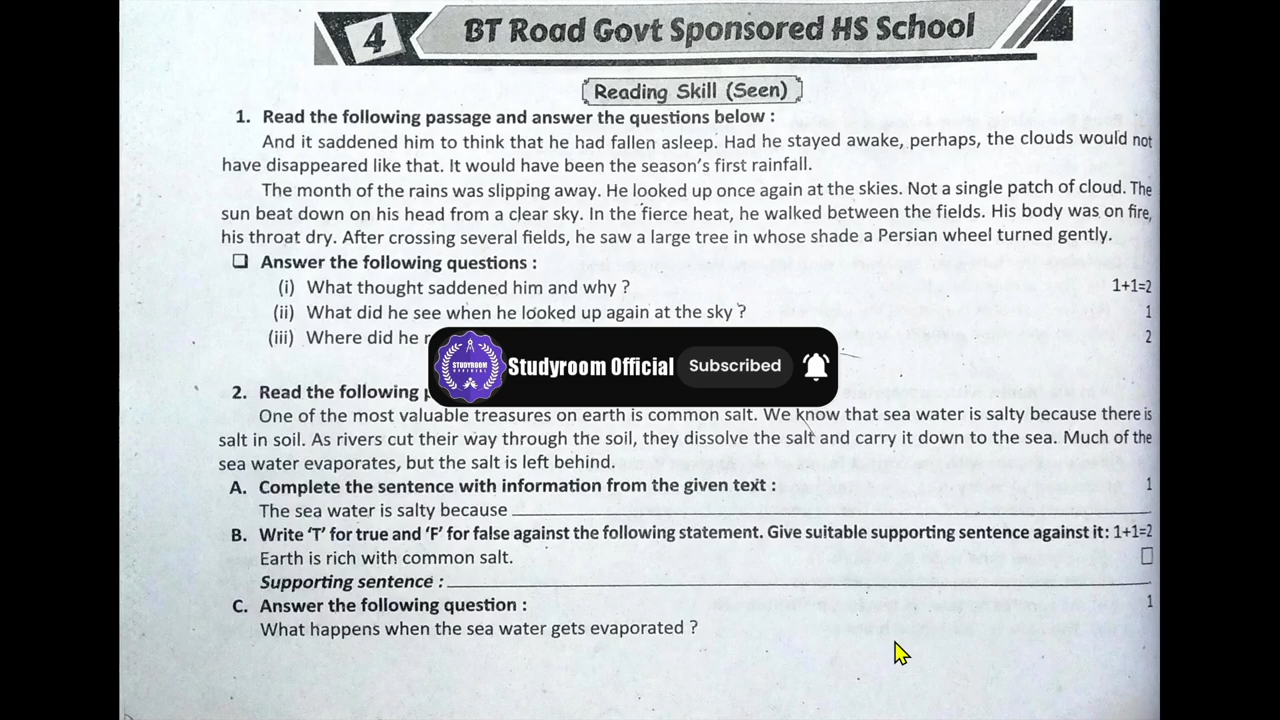 4 BT Road Govt Sponsored HS School
Reading Skill (Seen)
1. Read the following passage and answer the questions below :
And it saddened him to think that he had fallen asleep. Had he stayed awake, perhaps, the clouds would not
have disappeared like that. It would have been the season's first rainfall.
The month of the rains was slipping away. He looked up once again at the skies. Not a single patch of cloud. The
sun beat down on his head from a clear sky. In the fierce heat, he walked between the fields. His body was on fire,
his throat dry. After crossing several fields, he saw a large tree in whose shade a Persian wheel turned gently.
❑ Answer the following questions :
(i) What thought saddened him and why ? 1+1=2
(ii) What did he see when he looked up again at the sky ? 1
(iii) Where did he 2
STUDYROOM OFFICIAL Studyroom Official Subscribed
2. Read the following
One of the most valuable treasures on earth is common salt. We know that sea water is salty because there is
salt in soil. As rivers cut their way through the soil, they dissolve the salt and carry it down to the sea. Much of the
sea water evaporates, but the salt is left behind.
A. Complete the sentence with information from the given text : 1
The sea water is salty because ______
B. Write 'T' for true and 'F' for false against the following statement. Give suitable supporting sentence against it: 1+1=2
Earth is rich with common salt. ☐
Supporting sentence : ______
C. Answer the following question : 1
What happens when the sea water gets evaporated ?